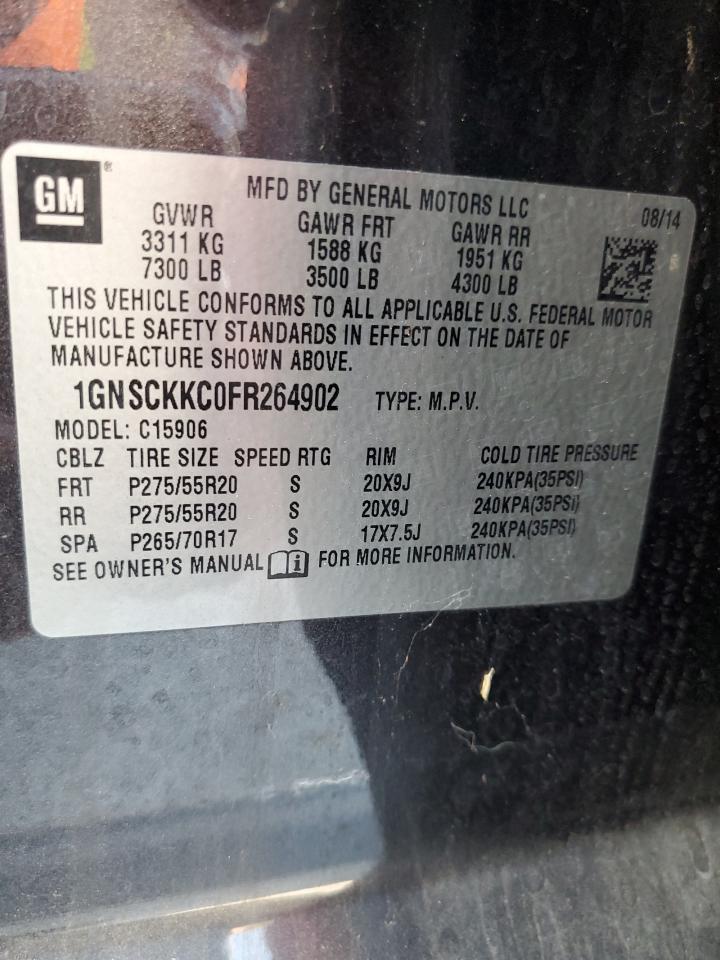 GM ®
MFD BY GENERAL MOTORS LLC 08/14
GVWR GAWR FRT GAWR RR
3311 KG 1588 KG 1951 KG
7300 LB 3500 LB 4300 LB
THIS VEHICLE CONFORMS TO ALL APPLICABLE U.S. FEDERAL MOTOR
VEHICLE SAFETY STANDARDS IN EFFECT ON THE DATE OF
MANUFACTURE SHOWN ABOVE.
1GNSCKKC0FR264902 TYPE: M.P.V.
MODEL: C15906
CBLZ TIRE SIZE SPEED RTG RIM COLD TIRE PRESSURE
FRT P275/55R20 S 20X9J 240KPA(35PSI)
RR P275/55R20 S 20X9J 240KPA(35PSI)
SPA P265/70R17 S 17X7.5J 240KPA(35PSI)
SEE OWNER'S MANUAL i FOR MORE INFORMATION.